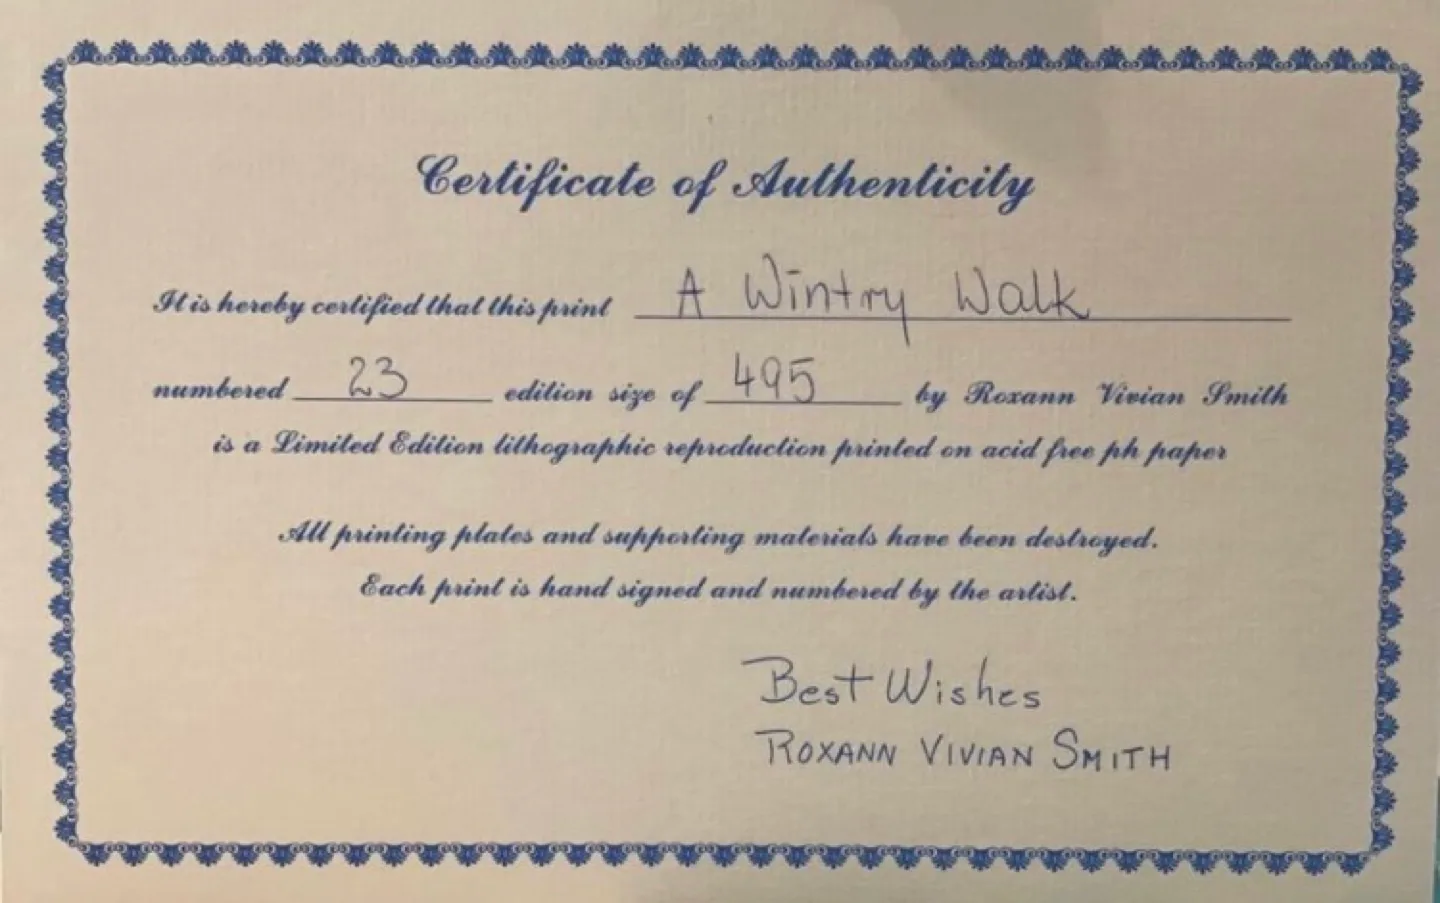 Certificate of Authenticity
It is hereby certified that this print A Wintry Walk
numbered 23 edition size of 495 by Roxann Vivian Smith
is a Limited Edition lithographic reproduction printed on acid free ph paper
All printing plates and supporting materials have been destroyed.
Each print is hand signed and numbered by the artist.
Best Wishes
ROXANN VIVIAN SMITH